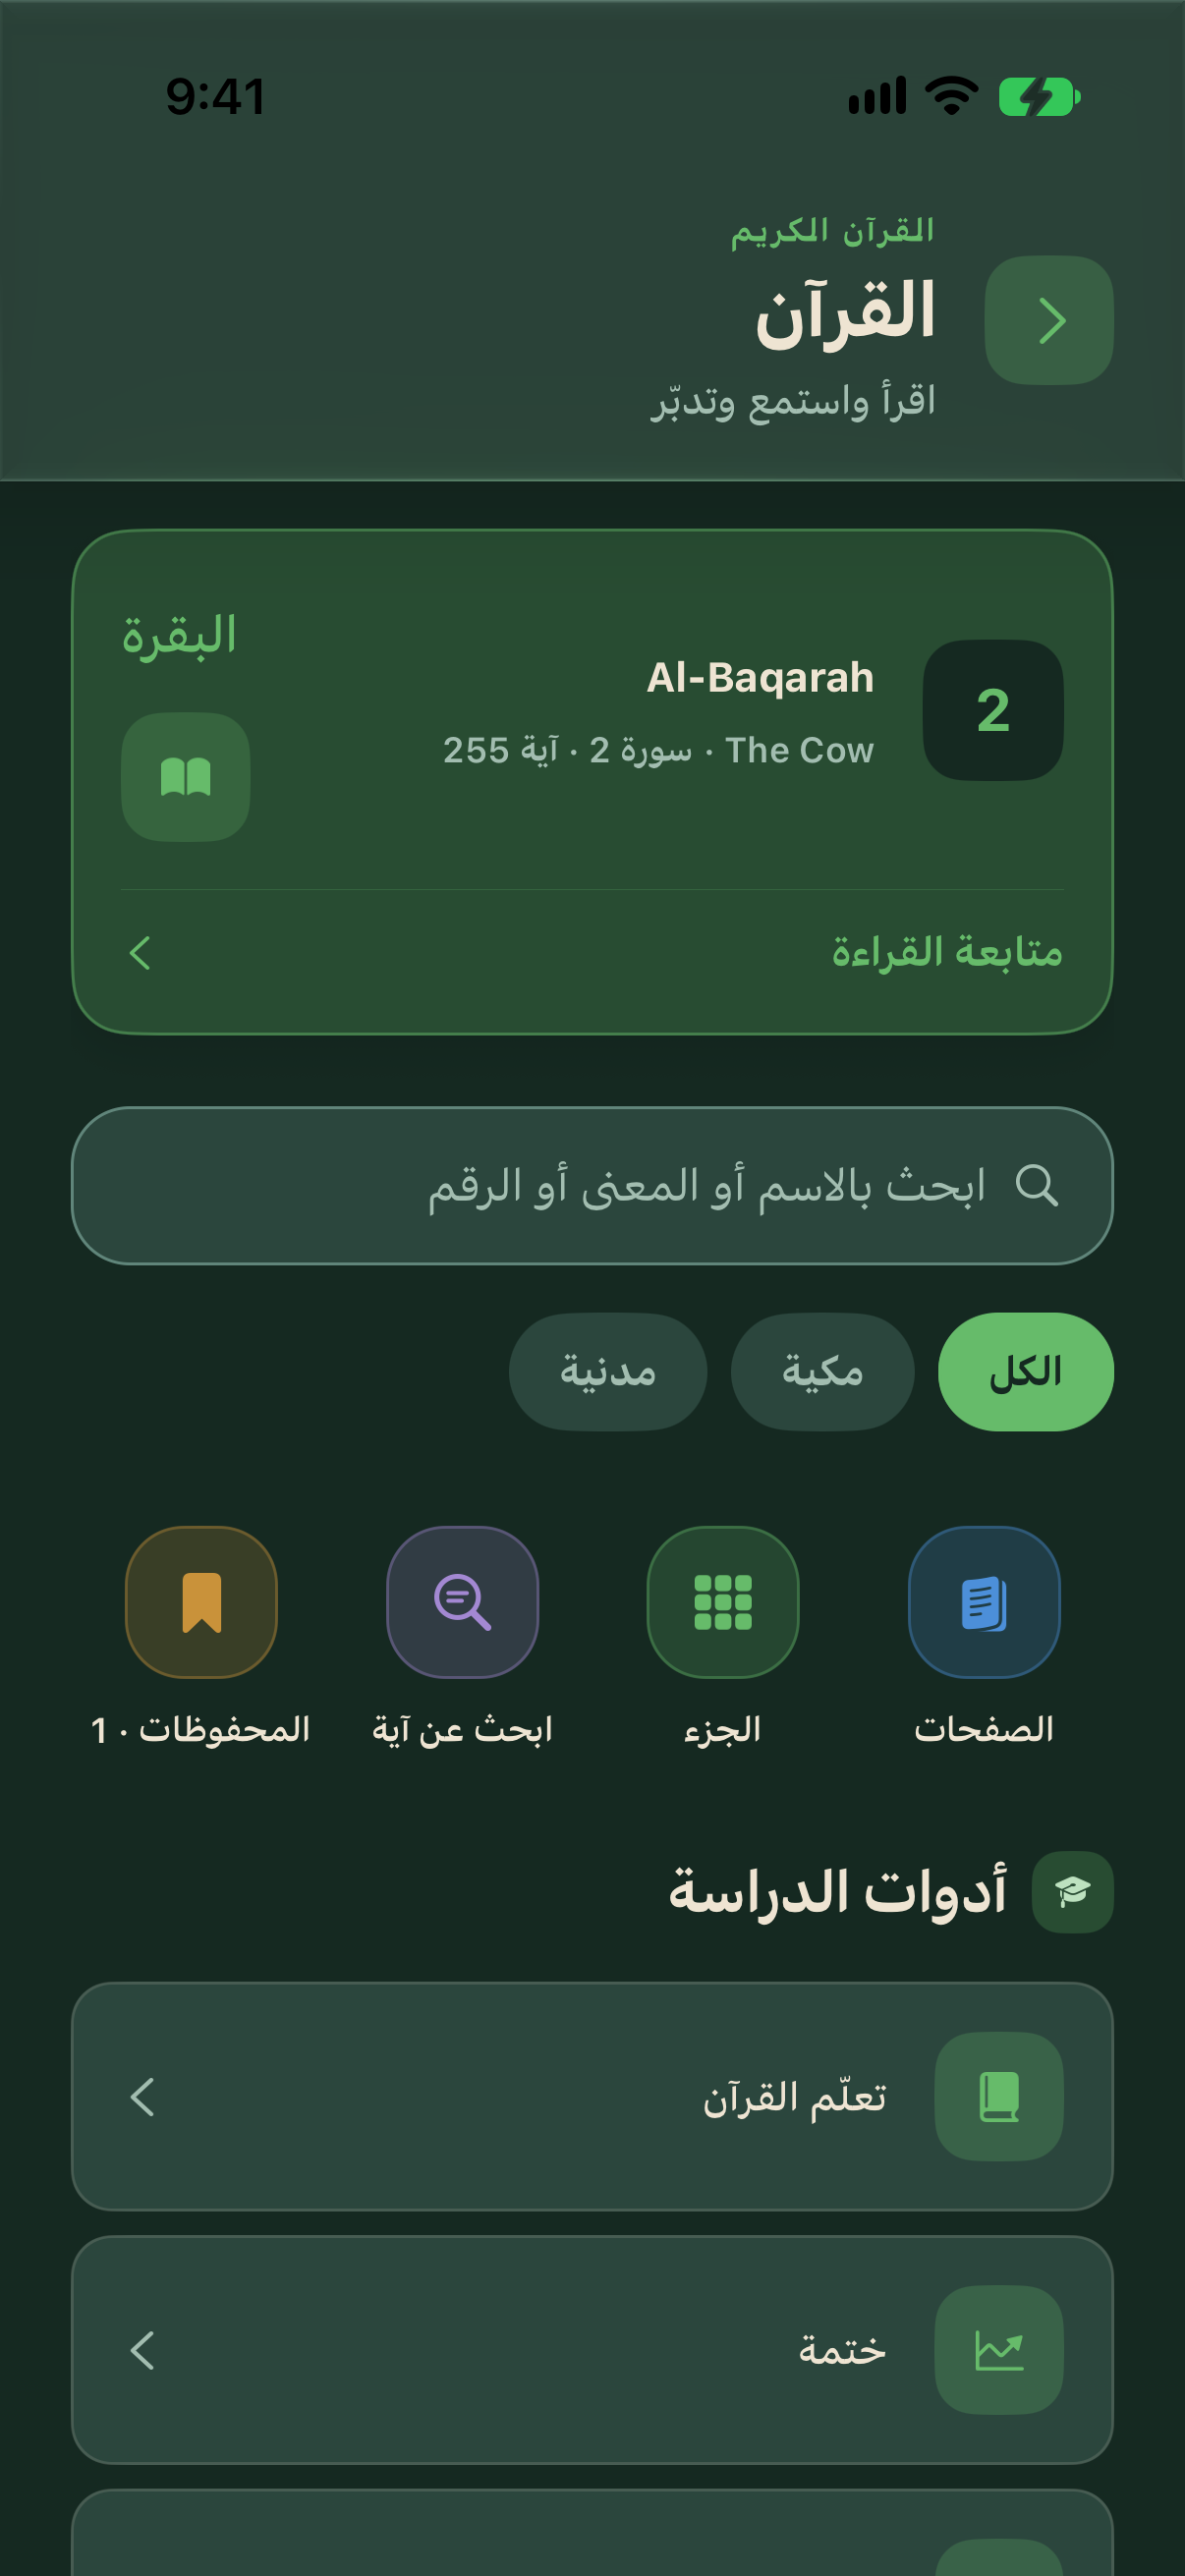 9:41
القرآن الكريم
القرآن
اقرأ واستمع وتدبّر
البقرة
2
Al-Baqarah
The Cow · سورة 2 · آية 255
متابعة القراءة
ابحث بالاسم أو المعنى أو الرقم
الكل
مكية
مدنية
الصفحات
الجزء
ابحث عن آية
المحفوظات · 1
أدوات الدراسة
تعلّم القرآن
ختمة